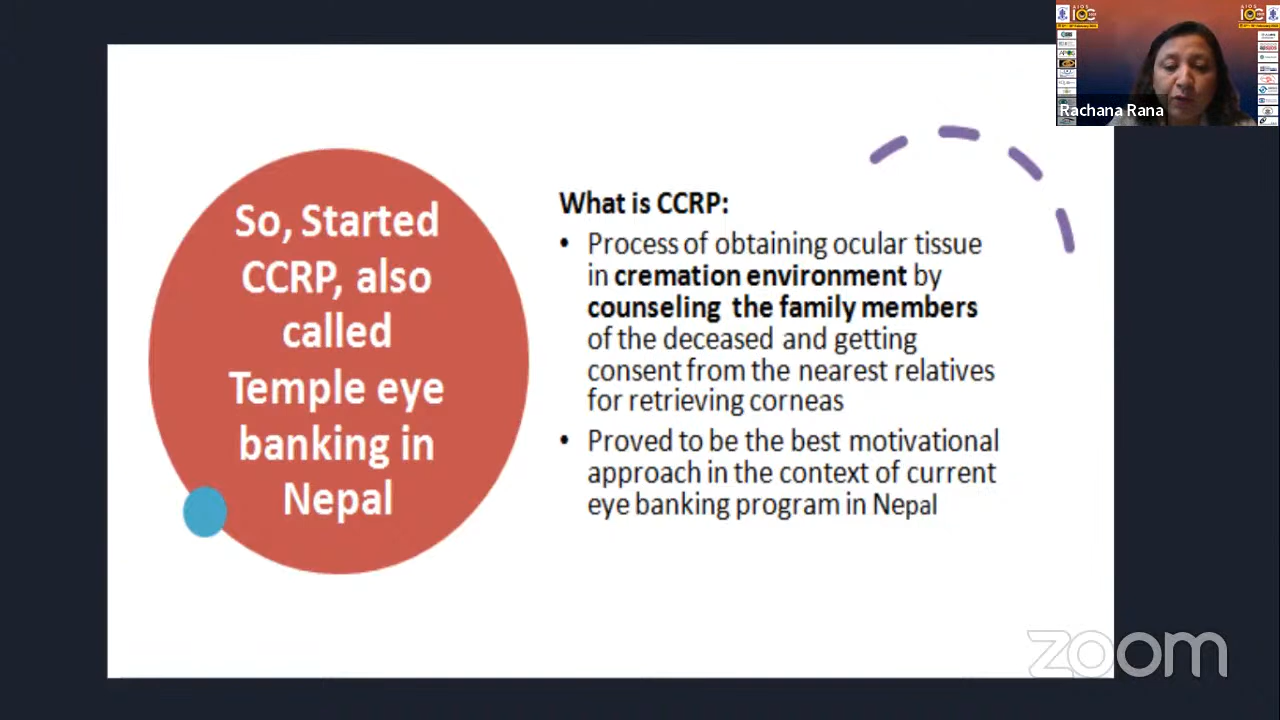 So, Started
CCRP, also
called
Temple eye
banking in
Nepal
What is CCRP:
• Process of obtaining ocular tissue
in cremation environment by
counseling the family members
of the deceased and getting
consent from the nearest relatives
for retrieving corneas
• Proved to be the best motivational
approach in the context of current
eye banking program in Nepal
Rachana Rana
zoom